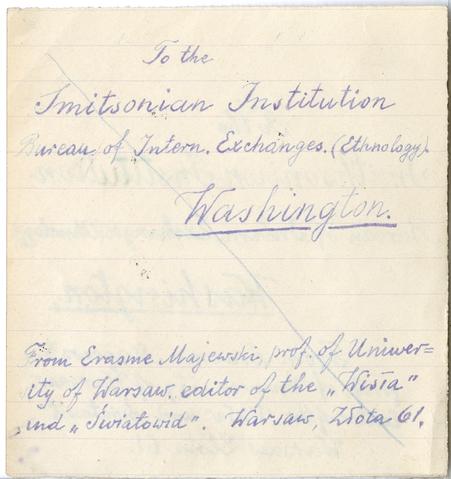 To the
Smitsonian Institution
Bureau of Intern. Exchanges. (Ethnology).
Washington.
From Erasme Majewski, prof. of Uniwer=
ity of Warsaw, editor of the „Wisła"
and „Światowid". Warsaw, Złota 61.